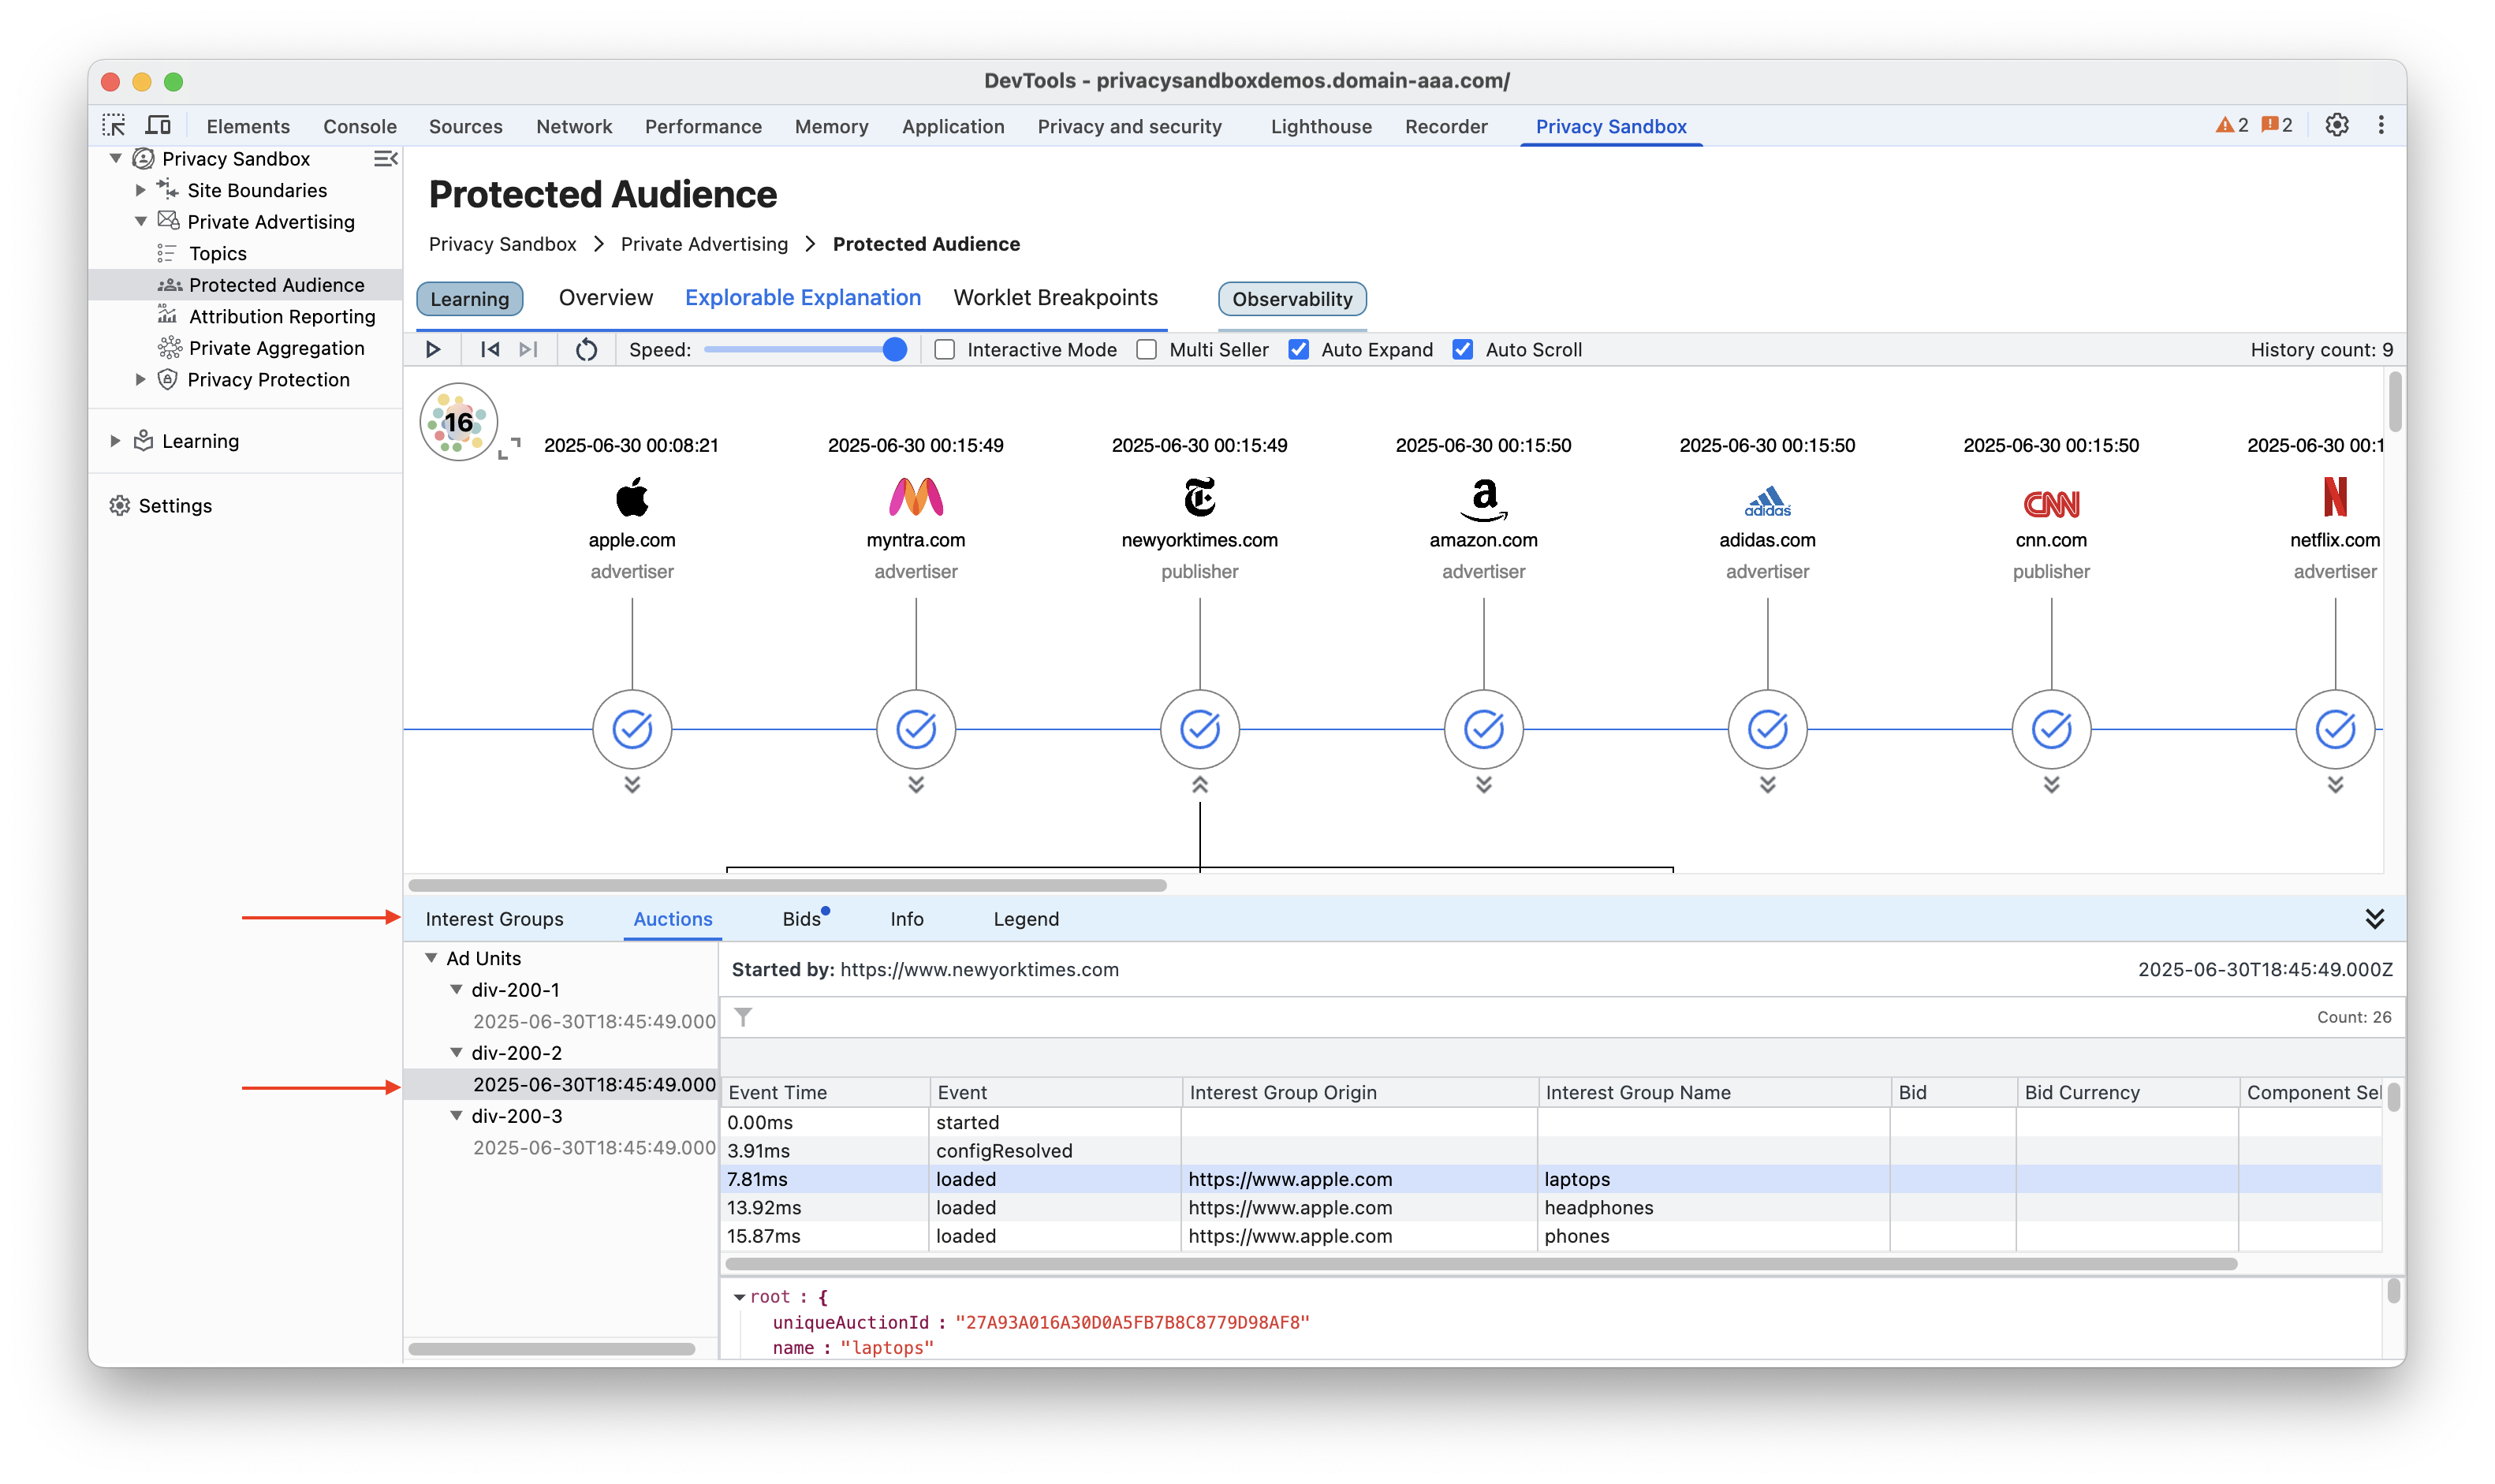 DevTools - privacysandboxdemos.domain-aaa.com/
Elements Console Sources Network Performance Memory Application Privacy and security Lighthouse Recorder Privacy Sandbox 2 2
Privacy Sandbox
Site Boundaries
Private Advertising
Topics
Protected Audience
Attribution Reporting
Private Aggregation
Privacy Protection
Learning
Settings
Protected Audience
Privacy Sandbox > Private Advertising > Protected Audience
Learning Overview Explorable Explanation Worklet Breakpoints Observability
Speed: Interactive Mode Multi Seller Auto Expand Auto Scroll History count: 9
16
2025-06-30 00:08:21 2025-06-30 00:15:49 2025-06-30 00:15:49 2025-06-30 00:15:50 2025-06-30 00:15:50 2025-06-30 00:15:50 2025-06-30 00:1
a adidas CNN N
apple.com myntra.com newyorktimes.com amazon.com adidas.com cnn.com netflix.com
advertiser advertiser publisher advertiser advertiser publisher advertiser
Interest Groups Auctions Bids Info Legend
Ad Units
div-200-1
2025-06-30T18:45:49.000
div-200-2
2025-06-30T18:45:49.000
div-200-3
2025-06-30T18:45:49.000
Started by: https://www.newyorktimes.com 2025-06-30T18:45:49.000Z
Count: 26
Event Time Event Interest Group Origin Interest Group Name Bid Bid Currency Component Sel
0.00ms started
3.91ms configResolved
7.81ms loaded https://www.apple.com laptops
13.92ms loaded https://www.apple.com headphones
15.87ms loaded https://www.apple.com phones
root : {
uniqueAuctionId : "27A93A016A30D0A5FB7B8C8779D98AF8"
name : "laptops"